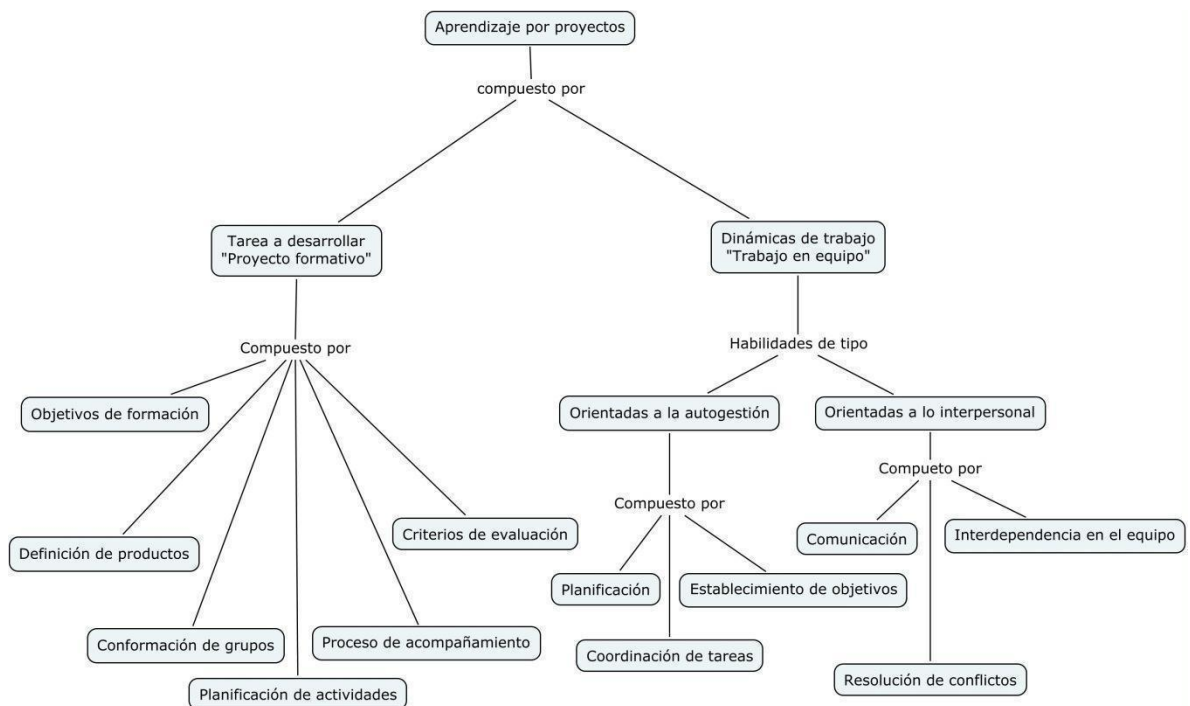 Aprendizaje por proyectos
compuesto por
Tarea a desarrollar
"Proyecto formativo"
Dinámicas de trabajo
"Trabajo en equipo"
Compuesto por
Habilidades de tipo
Objetivos de formación
Orientadas a la autogestión
Orientadas a lo interpersonal
Compueto por
Compuesto por
Definición de productos
Criterios de evaluación
Comunicación
Interdependencia en el equipo
Planificación
Establecimiento de objetivos
Conformación de grupos
Proceso de acompañamiento
Coordinación de tareas
Planificación de actividades
Resolución de conflictos